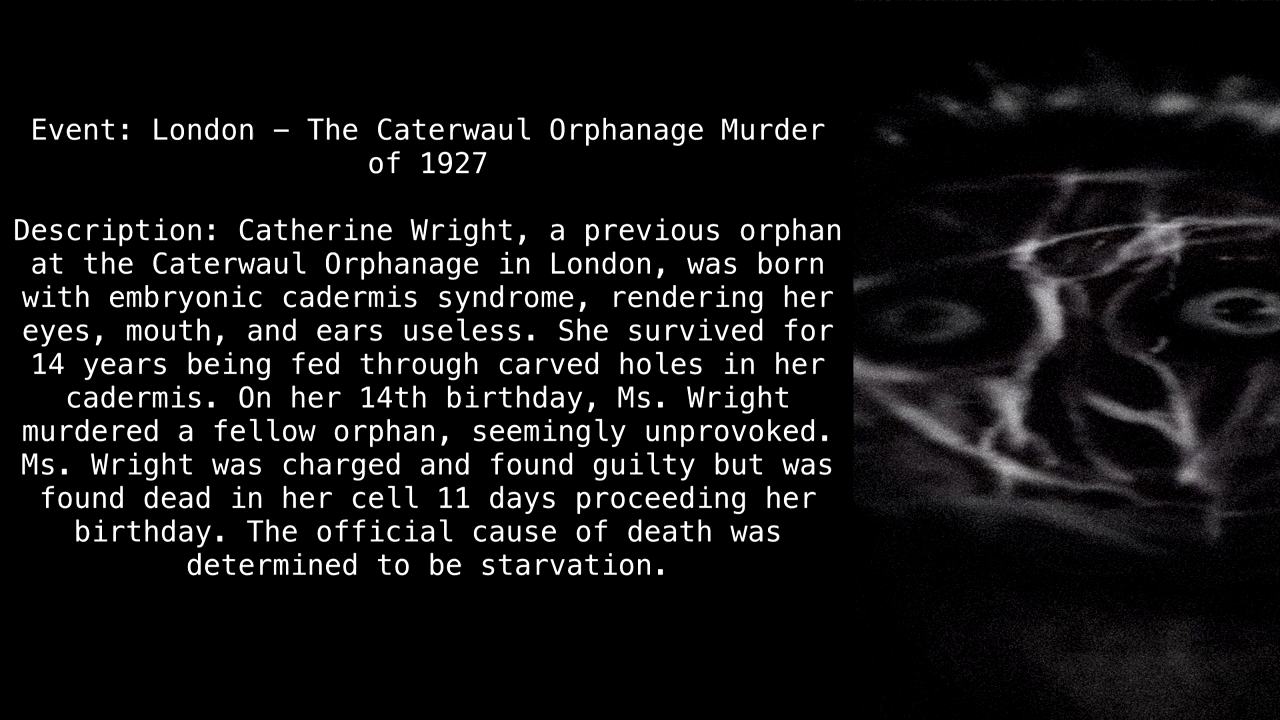 Event: London – The Caterwaul Orphanage Murder
of 1927
Description: Catherine Wright, a previous orphan
at the Caterwaul Orphanage in London, was born
with embryonic cadermis syndrome, rendering her
eyes, mouth, and ears useless. She survived for
14 years being fed through carved holes in her
cadermis. On her 14th birthday, Ms. Wright
murdered a fellow orphan, seemingly unprovoked.
Ms. Wright was charged and found guilty but was
found dead in her cell 11 days proceeding her
birthday. The official cause of death was
determined to be starvation.